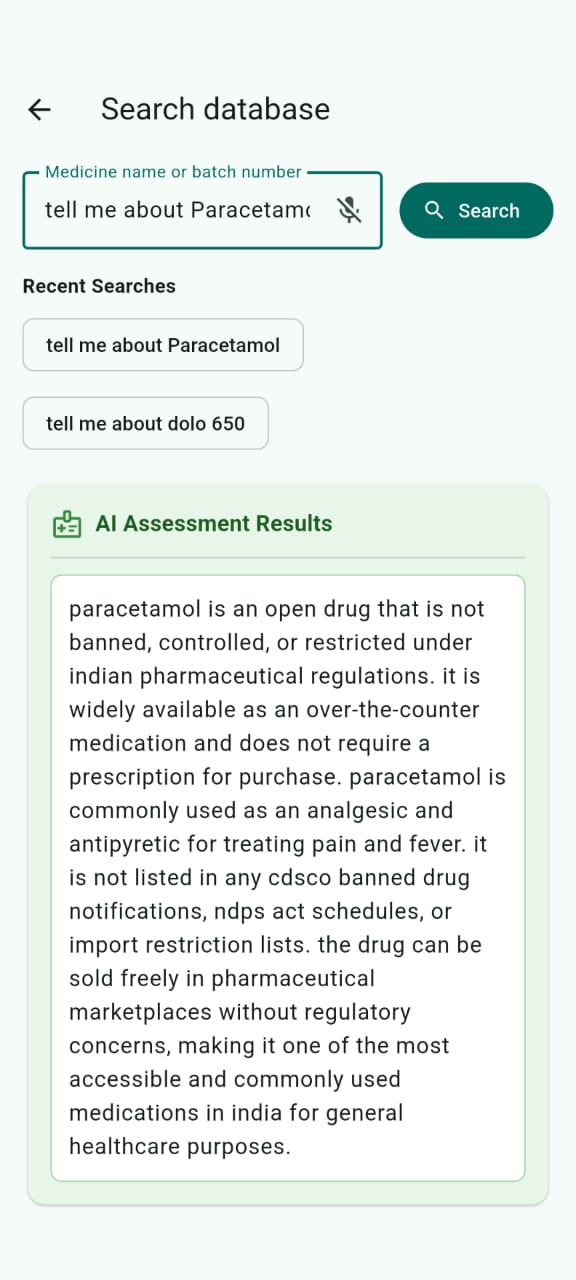 Search database
Medicine name or batch number
tell me about Paracetam
Search
Recent Searches
tell me about Paracetamol
tell me about dolo 650
AI Assessment Results
paracetamol is an open drug that is not
banned, controlled, or restricted under
indian pharmaceutical regulations. it is
widely available as an over-the-counter
medication and does not require a
prescription for purchase. paracetamol is
commonly used as an analgesic and
antipyretic for treating pain and fever. it
is not listed in any cdsco banned drug
notifications, ndps act schedules, or
import restriction lists. the drug can be
sold freely in pharmaceutical
marketplaces without regulatory
concerns, making it one of the most
accessible and commonly used
medications in india for general
healthcare purposes.